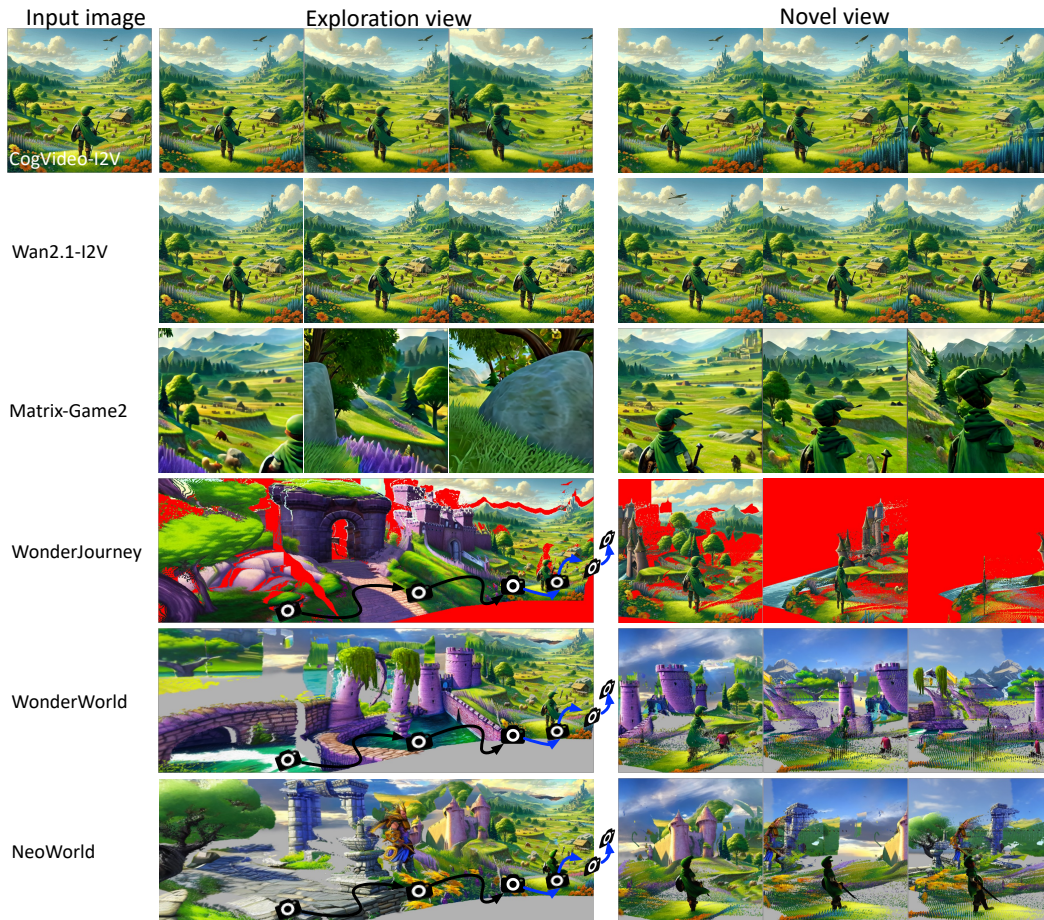 Input image
Exploration view
Novel view
CogVideo-I2V
Wan2.1-I2V
Matrix-Game2
WonderJourney
WonderWorld
NeoWorld